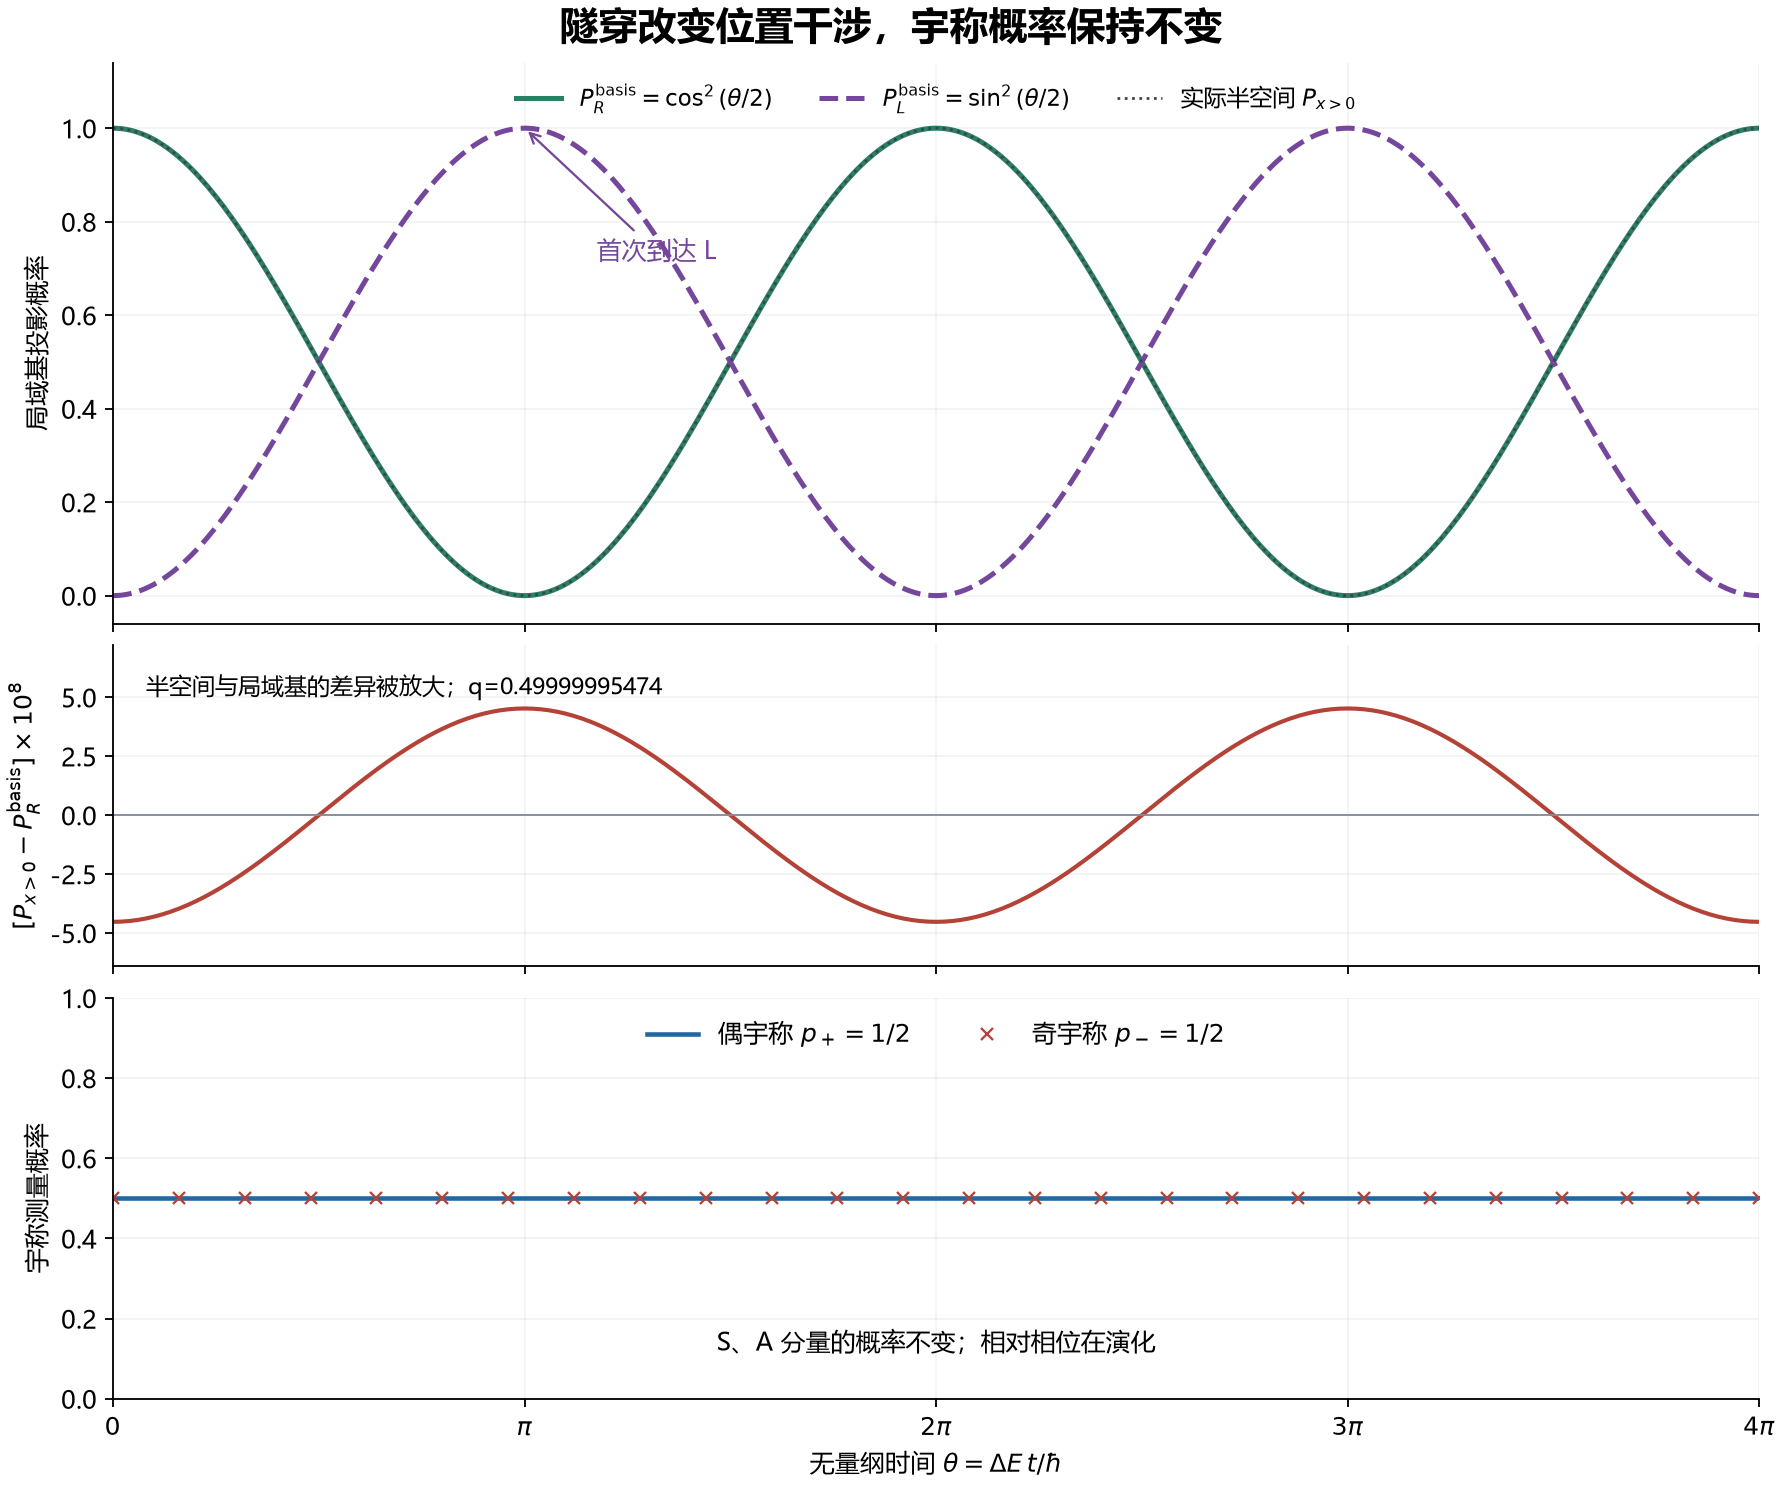 隧穿改变位置干涉，宇称概率保持不变
P_R^basis = cos² (θ/2)
P_L^basis = sin² (θ/2)
实际半空间 P_{x>0}
局域基投影概率
1.0
0.8
0.6
0.4
0.2
0.0
首次到达 L
[P_{x>0} − P_R^basis] × 10⁸
半空间与局域基的差异被放大；q=0.49999995474
5.0
2.5
0.0
-2.5
-5.0
宇称测量概率
偶宇称 p₊ = 1/2
奇宇称 p₋ = 1/2
1.0
0.8
0.6
0.4
0.2
0.0
S、A 分量的概率不变；相对相位在演化
0
π
2π
3π
4π
无量纲时间 θ = ΔE t/ħ